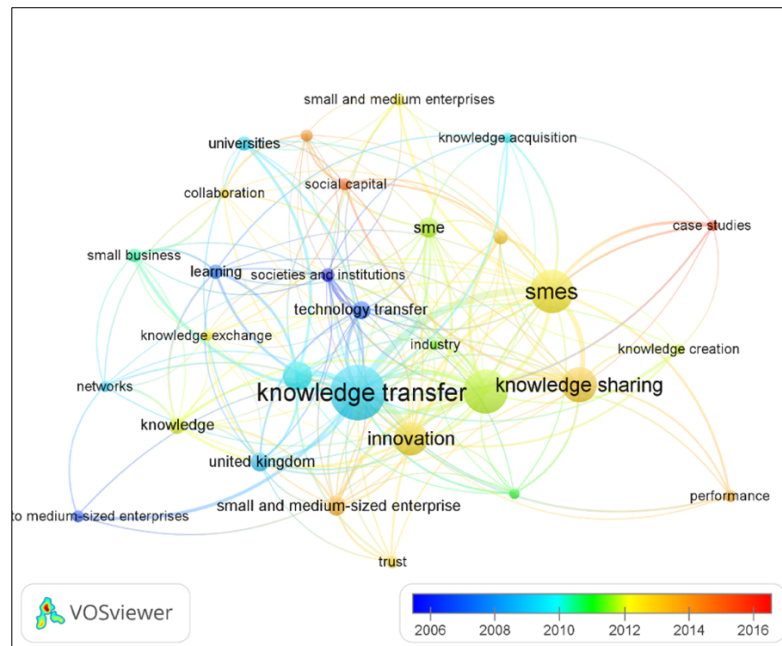 small and medium enterprises
universities
knowledge acquisition
social capital
collaboration
case studies
sme
small business
learning
societies and institutions
smes
technology transfer
knowledge exchange
industry
knowledge creation
networks
knowledge transfer
knowledge sharing
knowledge
innovation
united kingdom
small and medium-sized enterprise
performance
to medium-sized enterprises
trust
VOSviewer
2006 2008 2010 2012 2014 2016